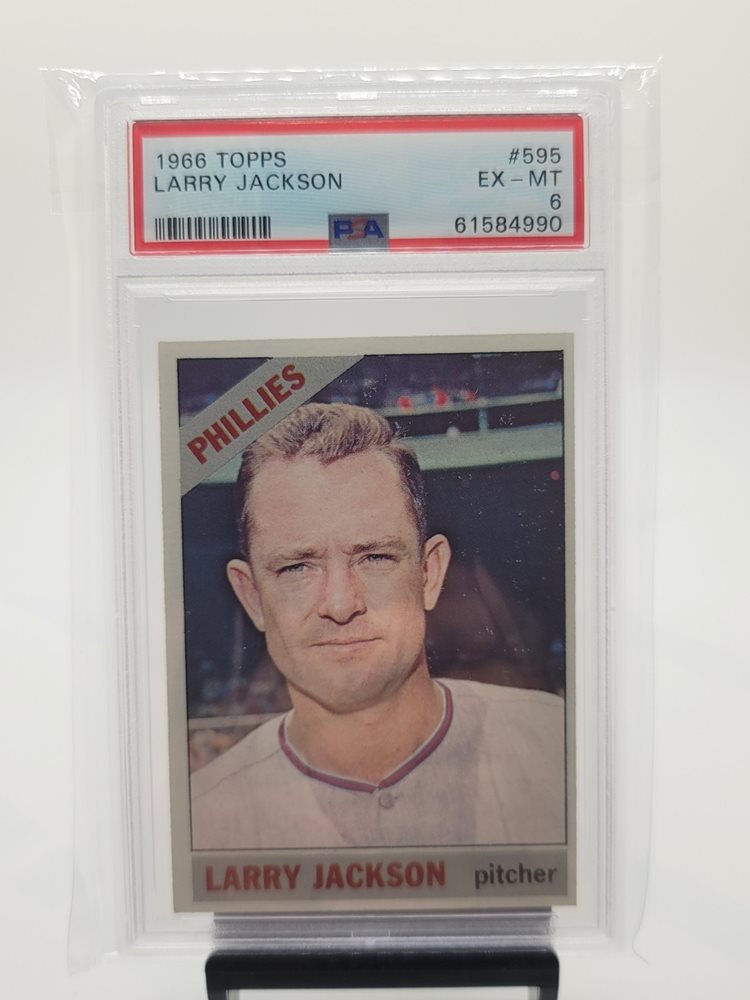 1966 TOPPS #595
LARRY JACKSON EX - MT
6
PSA 61584990
PHILLIES
LARRY JACKSON pitcher